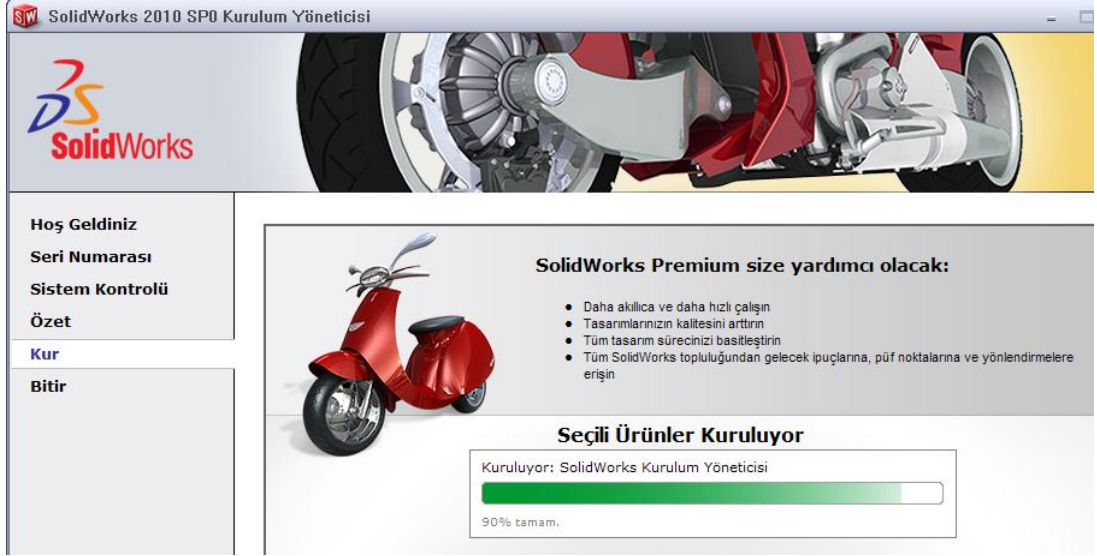 SolidWorks 2010 SP0 Kurulum Yöneticisi
SolidWorks
Hoş Geldiniz
Seri Numarası
Sistem Kontrolü
Özet
Kur
Bitir
SolidWorks Premium size yardımcı olacak:
Daha akıllıca ve daha hızlı çalışın
Tasarımlarınızın kalitesini arttırın
Tüm tasarım sürecinizi basitleştirin
Tüm SolidWorks topluluğundan gelecek ipuçlarına, püf noktalarına ve yönlendirmelere
erişin
Seçili Ürünler Kuruluyor
Kuruluyor: SolidWorks Kurulum Yöneticisi
90% tamam.